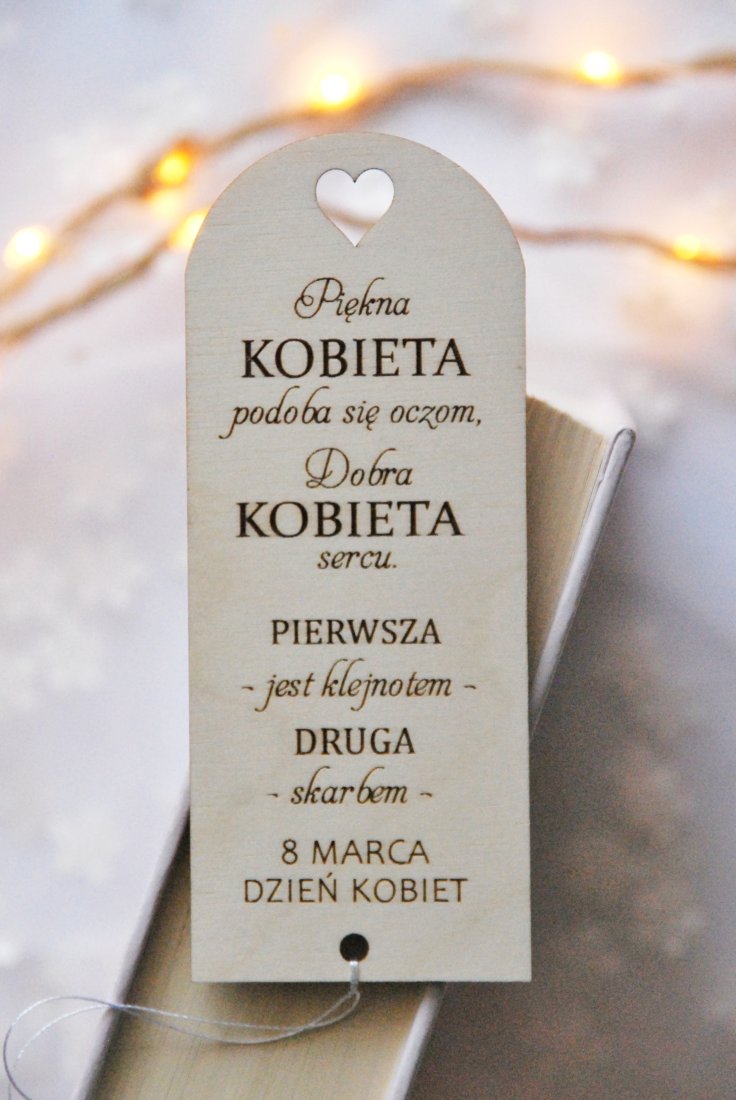 Piękna
KOBIETA
podoba się oczom,
Dobra
KOBIETA
sercu.
PIERWSZA
- jest klejnotem -
DRUGA
- skarbem -
8 MARCA
DZIEŃ KOBIET